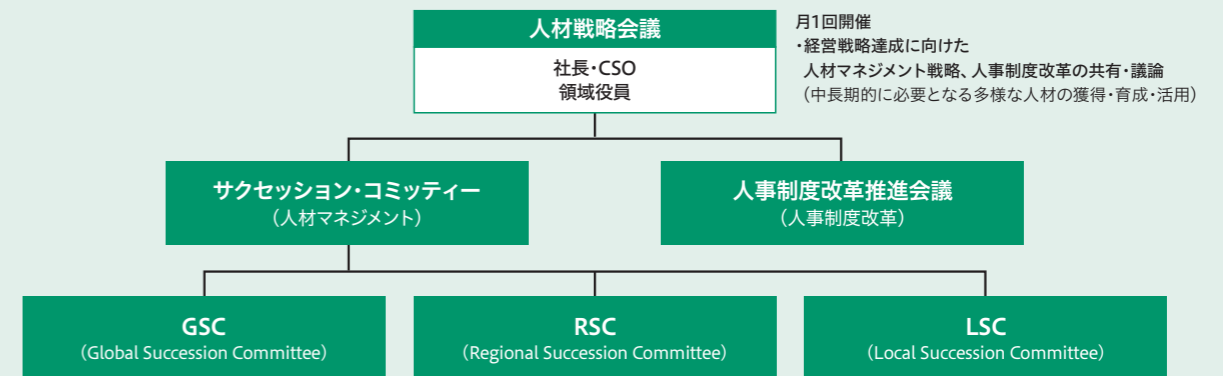 人材戦略会議
社長・CSO
領域役員
月1回開催
・経営戦略達成に向けた
人材マネジメント戦略、人事制度改革の共有・議論
（中長期的に必要となる多様な人材の獲得・育成・活用）
サクセッション・コミッティー
（人材マネジメント）
人事制度改革推進会議
（人事制度改革）
GSC
（Global Succession Committee）
RSC
（Regional Succession Committee）
LSC
（Local Succession Committee）